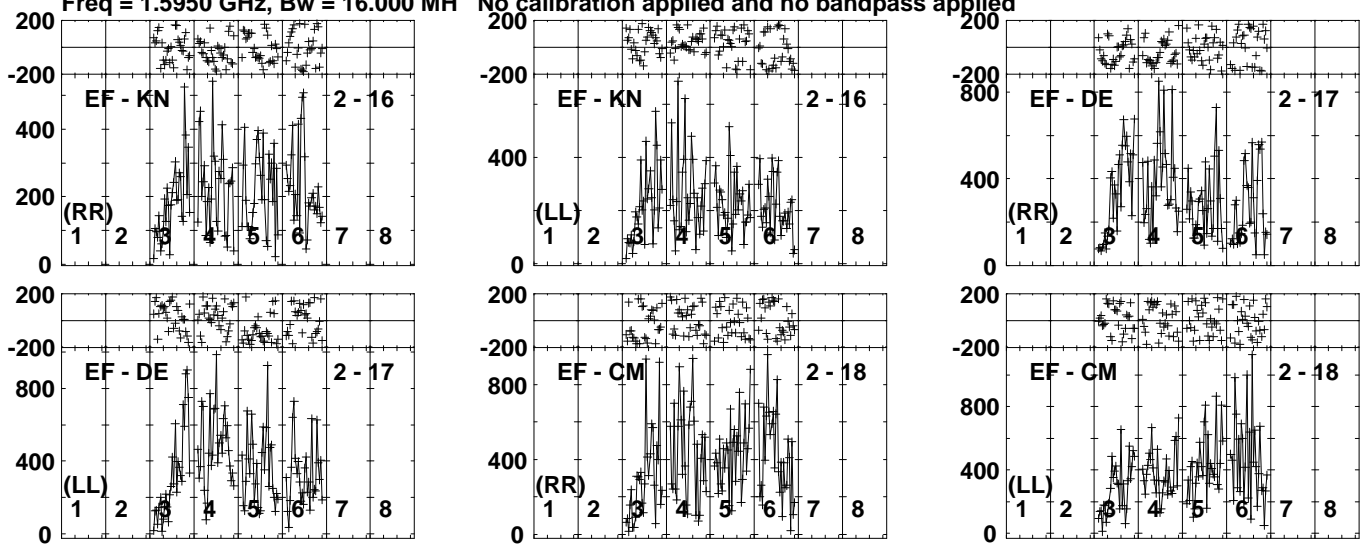 Freq = 1.5950 GHz, Bw = 16.000 MH No calibration applied and no bandpass applied
200
-200
EF - KN 2 - 16
400
200
(RR)
1 2 3 4 5 6 7 8
0
EF - KN 2 - 16
400
(LL)
1 2 3 4 5 6 7 8
0
200
-200
800
EF - DE 2 - 17
400
(RR)
1 2 3 4 5 6 7 8
0
200
-200
EF - DE 2 - 17
800
400
(LL)
1 2 3 4 5 6 7 8
0
200
-200
EF - CM 2 - 18
800
400
(RR)
1 2 3 4 5 6 7 8
0
200
-200
EF - CM 2 - 18
800
400
(LL)
1 2 3 4 5 6 7 8
0